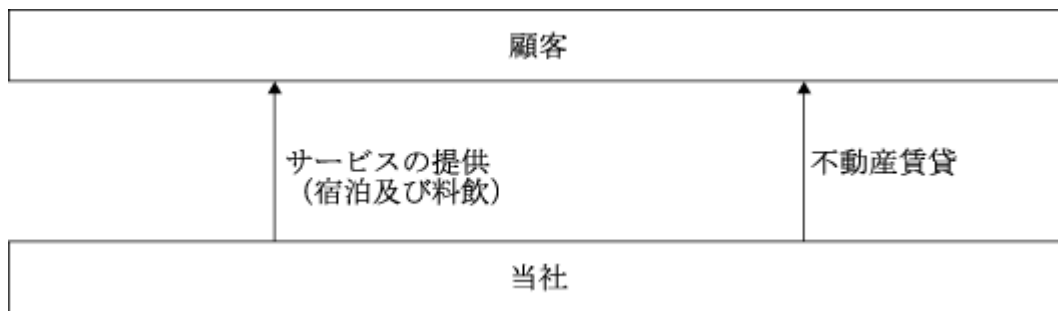 顧客
サービスの提供
（宿泊及び料飲）
不動産賃貸
当社